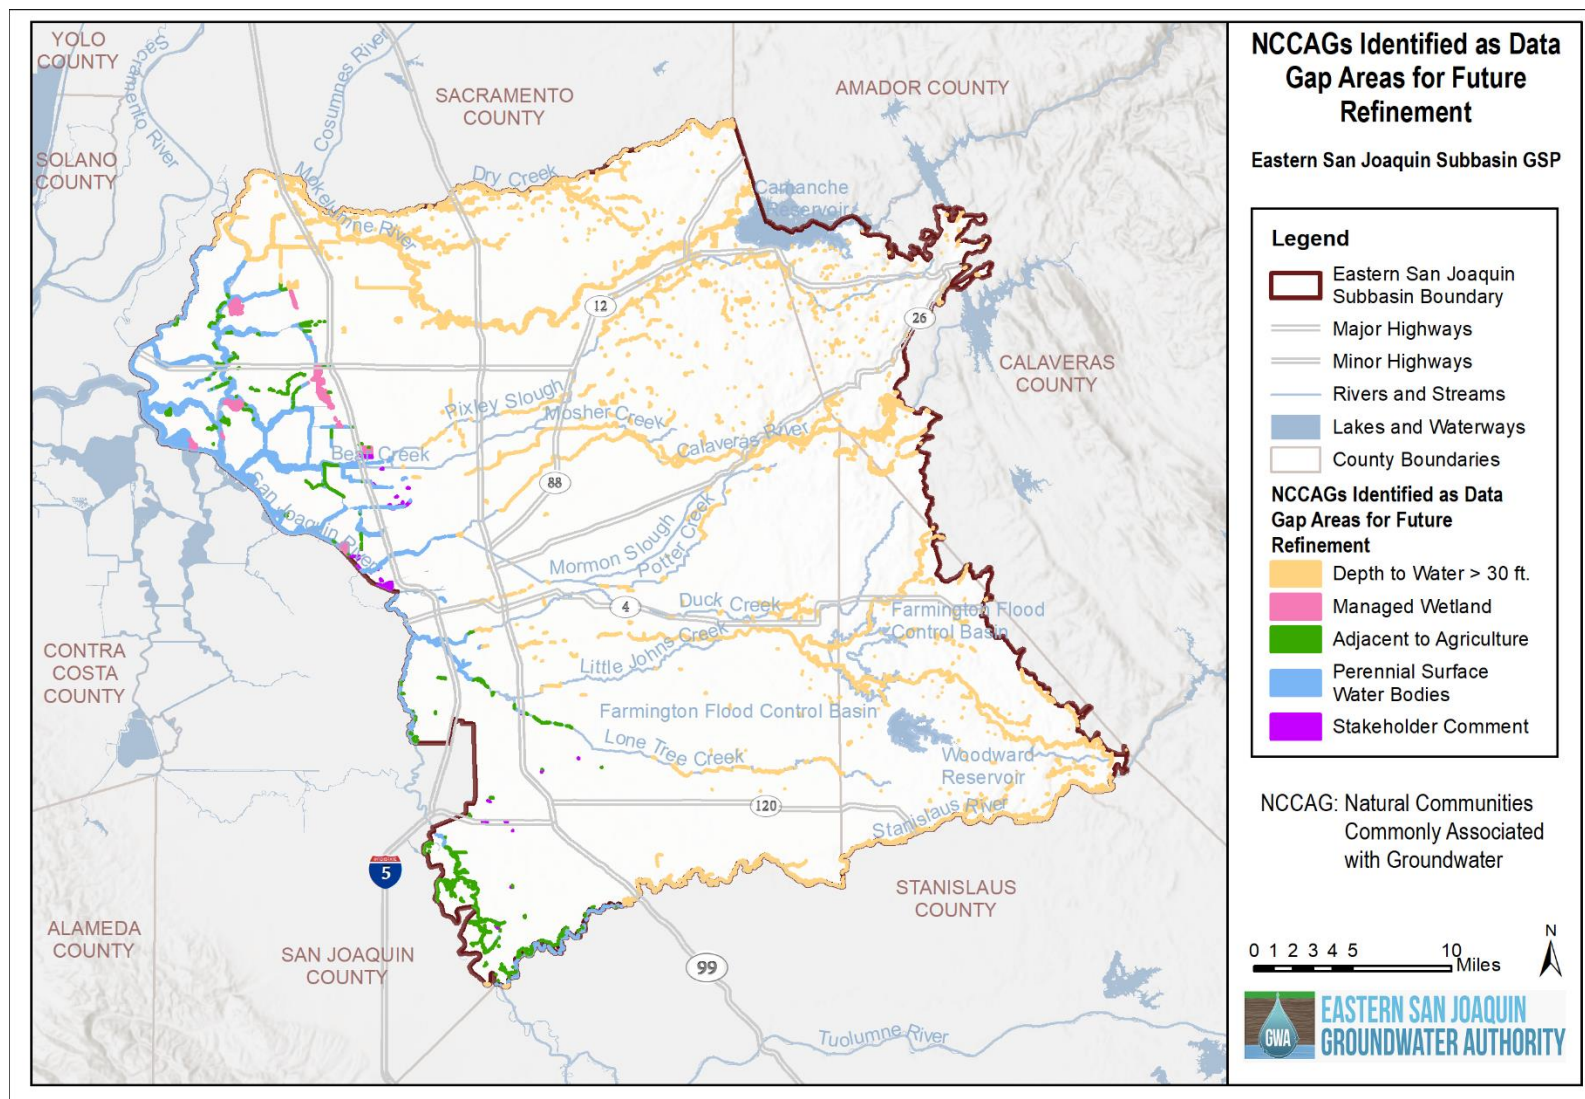 NCCAGs Identified as Data
Gap Areas for Future
Refinement
Eastern San Joaquin Subbasin GSP
Legend
Eastern San Joaquin
Subbasin Boundary
Major Highways
Minor Highways
Rivers and Streams
Lakes and Waterways
County Boundaries
NCCAGs Identified as Data
Gap Areas for Future
Refinement
Depth to Water > 30 ft.
Managed Wetland
Adjacent to Agriculture
Perennial Surface
Water Bodies
Stakeholder Comment
NCCAG: Natural Communities
Commonly Associated
with Groundwater
N
0 1 2 3 4 5 10
Miles
GWA
EASTERN SAN JOAQUIN
GROUNDWATER AUTHORITY
YOLO
COUNTY
Sacramento River
Cosumnes River
SACRAMENTO
COUNTY
AMADOR COUNTY
SOLANO
COUNTY
Mokelumne River
Dry Creek
Camanche
Reservoir
12
26
CALAVERAS
COUNTY
Pixley Slough
Mosher Creek
Calaveras River
Bear Creek
88
San Joaquin River
Mormon Slough
Potter Creek
4
Duck Creek
Farmington Flood
Control Basin
Little Johns Creek
CONTRA
COSTA
COUNTY
Farmington Flood Control Basin
Lone Tree Creek
Woodward
Reservoir
120
Stanislaus River
INTERSTATE
5
STANISLAUS
COUNTY
ALAMEDA
COUNTY
SAN JOAQUIN
COUNTY
99
Tuolumne River